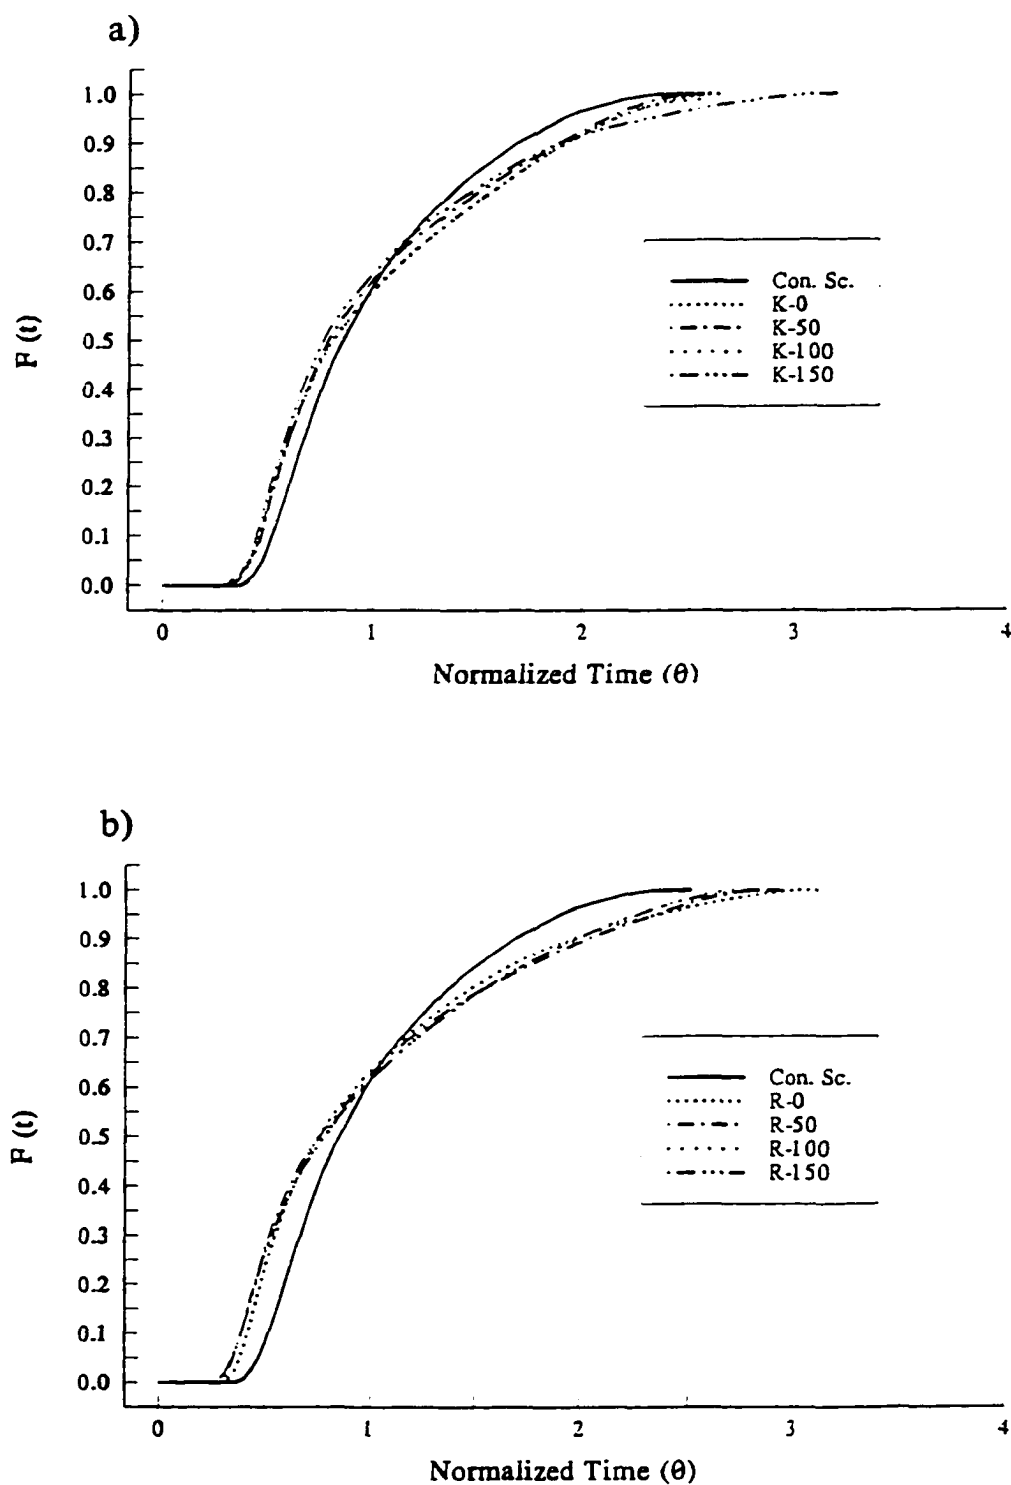 a)
1.0
0.9
0.8
0.7
0.6
0.5
0.4
0.3
0.2
0.1
0.0
F (t)
0 1 2 3 4
Normalized Time (θ)
Con. Sc.
K-0
K-50
K-100
K-150
b)
1.0
0.9
0.8
0.7
0.6
0.5
0.4
0.3
0.2
0.1
0.0
F (t)
0 1 2 3 4
Normalized Time (θ)
Con. Sc.
R-0
R-50
R-100
R-150